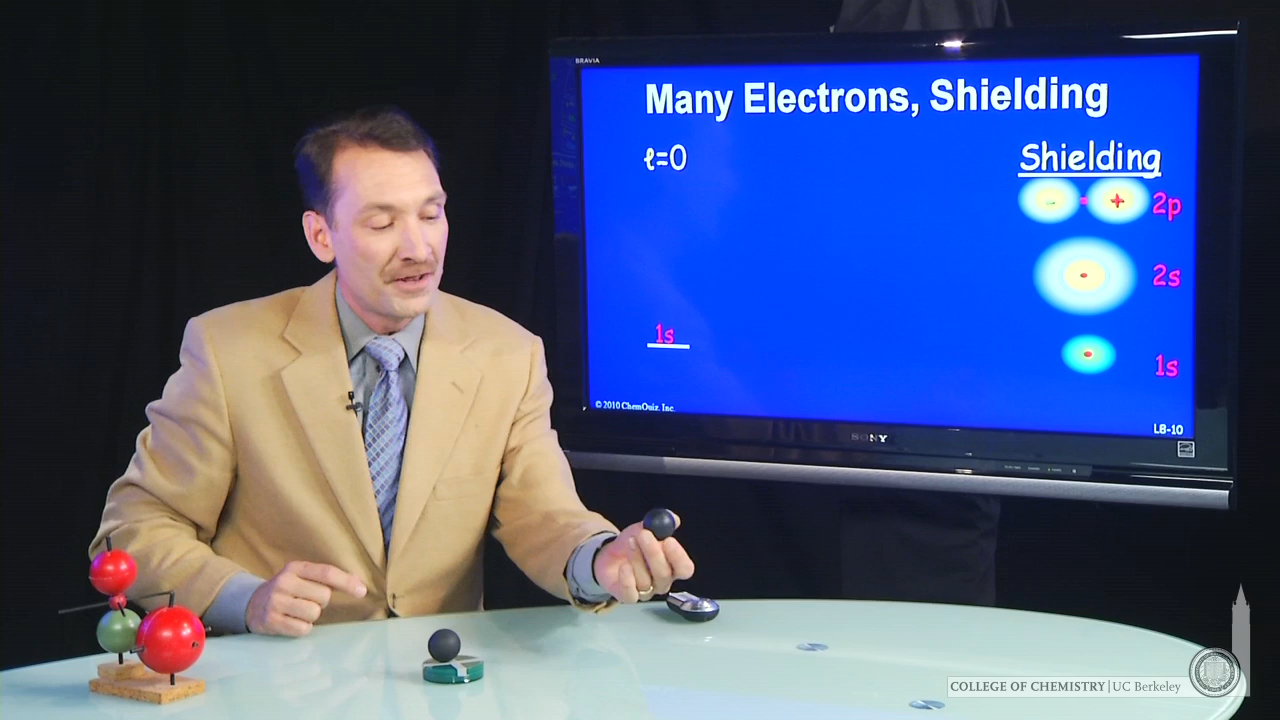 BRAVIA
Many Electrons, Shielding
ℓ=0
Shielding
- +
2p
2s
1s
1s
© 2010 ChemQuiz, Inc.
L8-10
SONY
COLLEGE OF CHEMISTRY | UC Berkeley